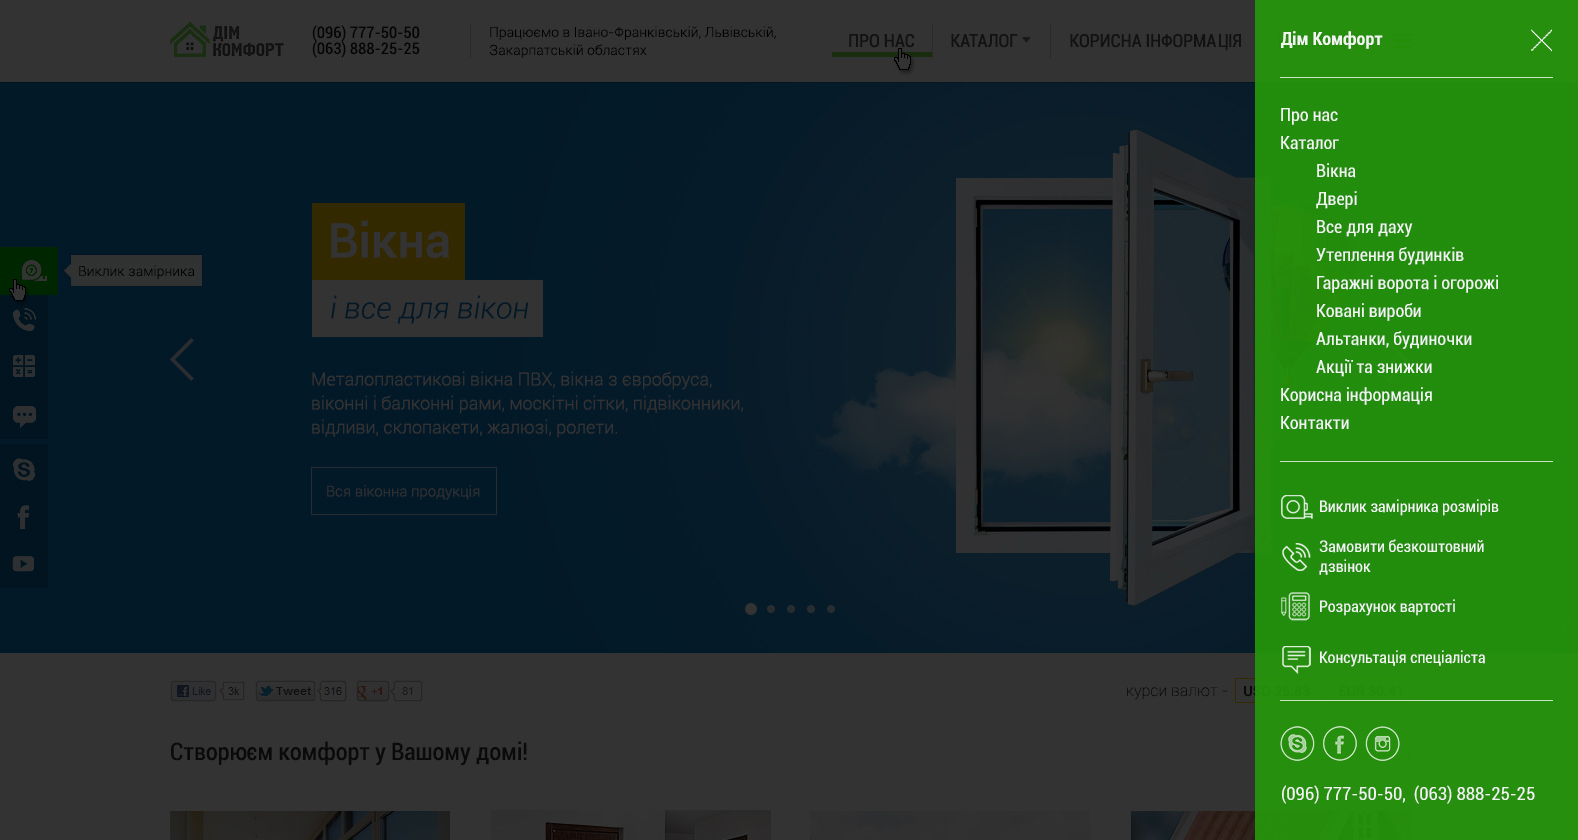 ДІМ
КОМФОРТ
(096) 777-50-50
(063) 888-25-25
Працюємо в Івано-Франківській, Львівській,
Закарпатській областях
ПРО НАС
КАТАЛОГ
КОРИСНА ІНФОРМАЦІЯ
Виклик замірника
Вікна
і все для вікон
Металопластикові вікна ПВХ, вікна з євробруса,
віконні і балконні рами, москітні сітки, підвіконники,
відливи, склопакети, жалюзі, ролети.
Вся віконна продукція
Like
3k
Tweet
316
+1
81
курси валют -
Створюєм комфорт у Вашому домі!
Дім Комфорт
Про нас
Каталог
Вікна
Двері
Все для даху
Утеплення будинків
Гаражні ворота і огорожі
Ковані вироби
Альтанки, будиночки
Акції та знижки
Корисна інформація
Контакти
Виклик замірника розмірів
Замовити безкоштовний
дзвінок
Розрахунок вартості
Консультація спеціаліста
(096) 777-50-50, (063) 888-25-25